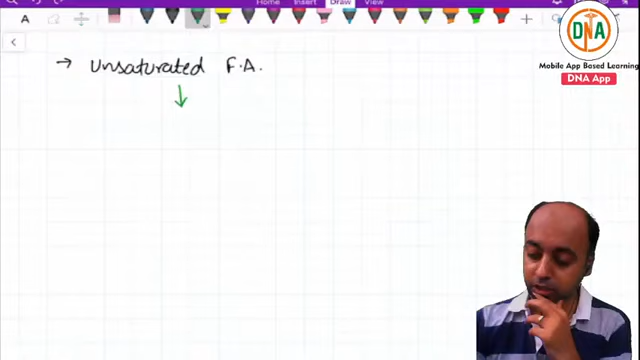 Home Insert Draw View
DNA
Mobile App Based Learning
DNA App
→ Unsaturated F.A.
↓